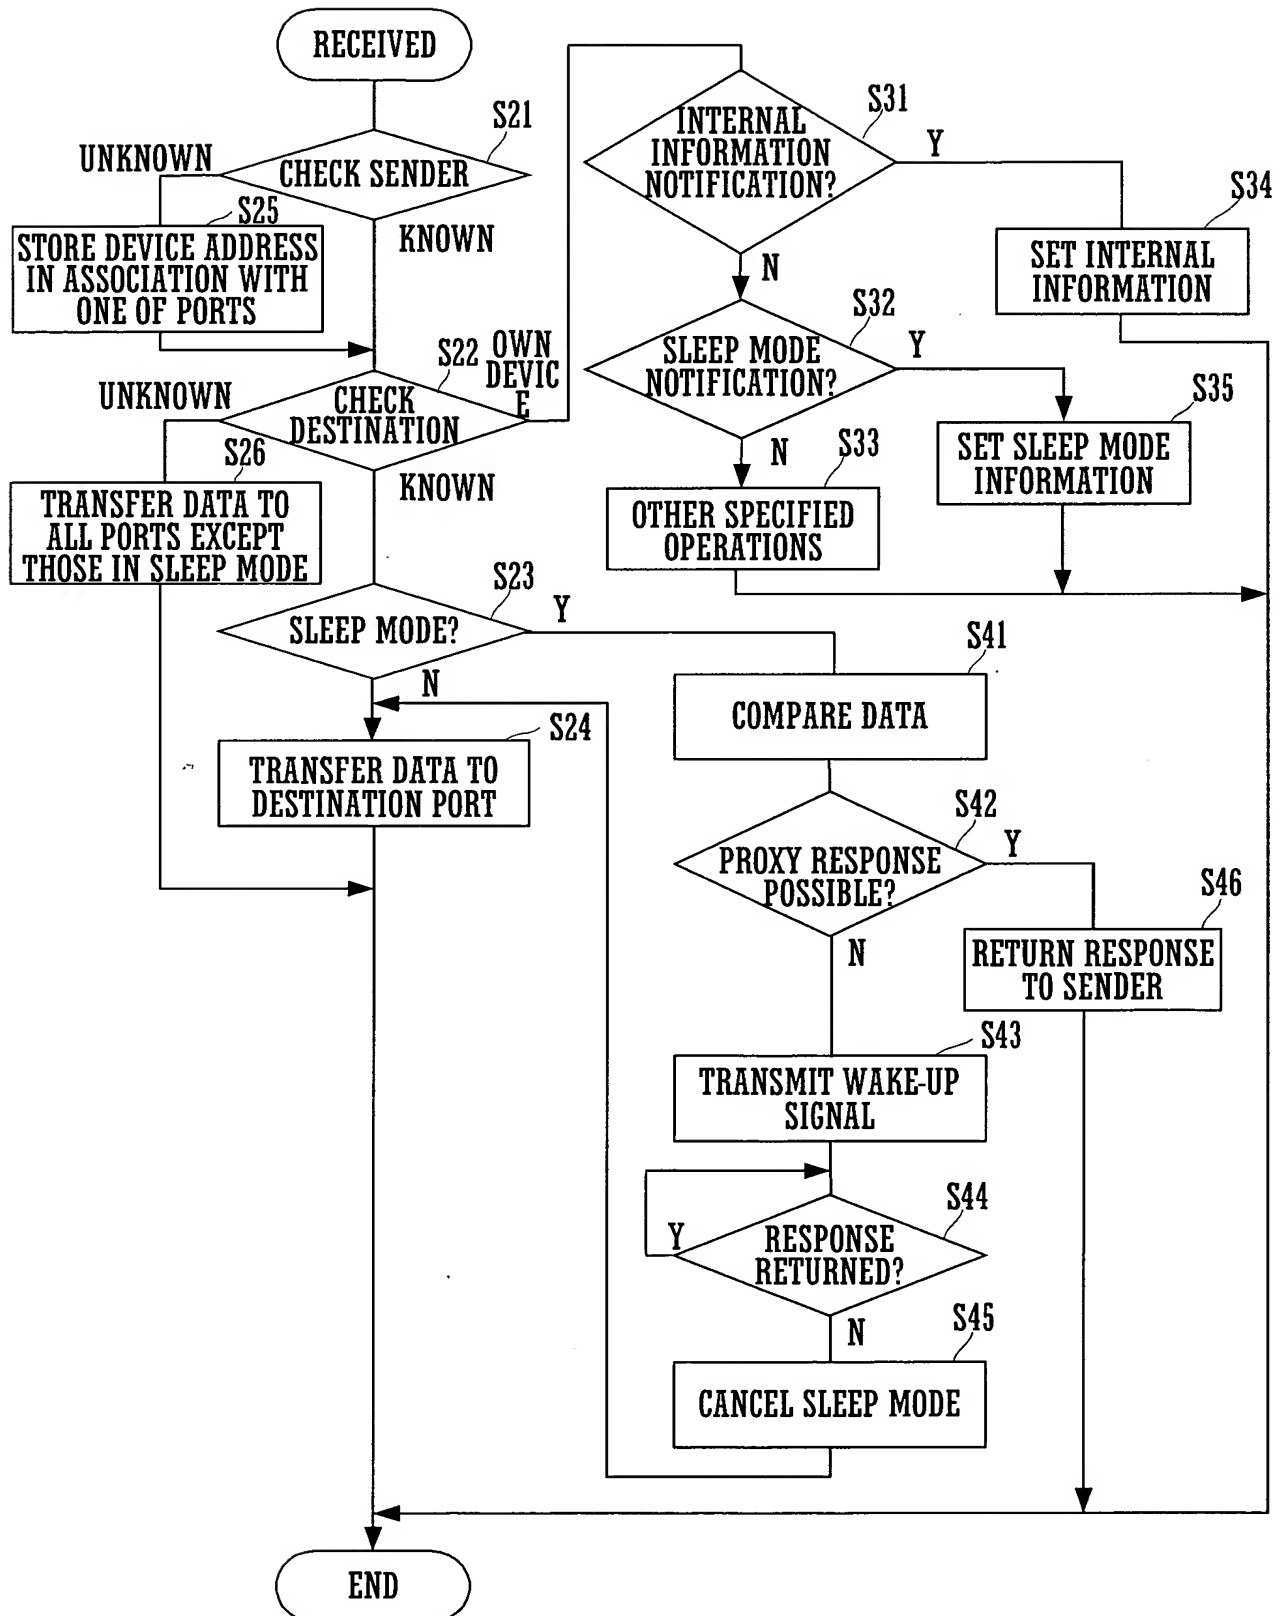 RECEIVED
S21
UNKNOWN
CHECK SENDER
S25
KNOWN
STORE DEVICE ADDRESS
IN ASSOCIATION WITH
ONE OF PORTS
S22
OWN
DEVIC
E
UNKNOWN
CHECK
DESTINATION
S26
KNOWN
TRANSFER DATA TO
ALL PORTS EXCEPT
THOSE IN SLEEP MODE
S23
SLEEP MODE?
Y
N
S24
TRANSFER DATA TO
DESTINATION PORT
S31
INTERNAL
INFORMATION
NOTIFICATION?
Y
S34
SET INTERNAL
INFORMATION
N
S32
SLEEP MODE
NOTIFICATION?
Y
S35
SET SLEEP MODE
INFORMATION
N
S33
OTHER SPECIFIED
OPERATIONS
S41
COMPARE DATA
S42
PROXY RESPONSE
POSSIBLE?
Y
S46
RETURN RESPONSE
TO SENDER
N
S43
TRANSMIT WAKE-UP
SIGNAL
S44
Y
RESPONSE
RETURNED?
N
S45
CANCEL SLEEP MODE
END